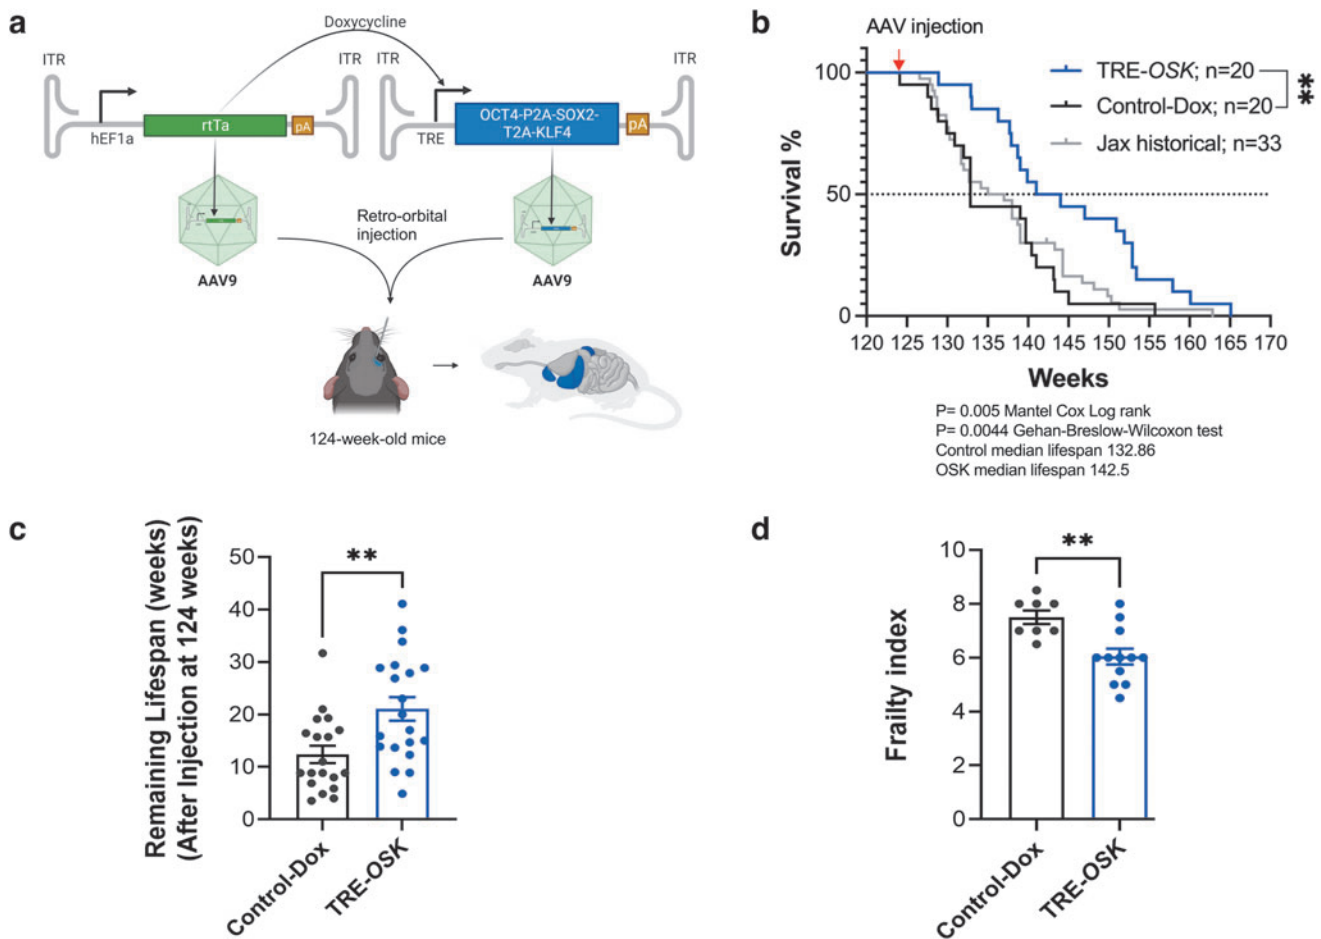 a
Doxycycline
ITR
ITR
ITR
ITR
hEF1a
rtTa
pA
TRE
OCT4-P2A-SOX2-
T2A-KLF4
pA
Retro-orbital
injection
AAV9
AAV9
124-week-old mice
b
AAV injection
TRE-OSK; n=20
Control-Dox; n=20
Jax historical; n=33
**
Survival %
100
50
0
120 125 130 135 140 145 150 155 160 165 170
Weeks
P= 0.005 Mantel Cox Log rank
P= 0.0044 Gehan-Breslow-Wilcoxon test
Control median lifespan 132.86
OSK median lifespan 142.5
c
Remaining Lifespan (weeks)
(After Injection at 124 weeks)
50
40
30
20
10
0
**
Control-Dox
TRE-OSK
d
Frailty index
10
8
6
4
2
0
**
Control-Dox
TRE-OSK